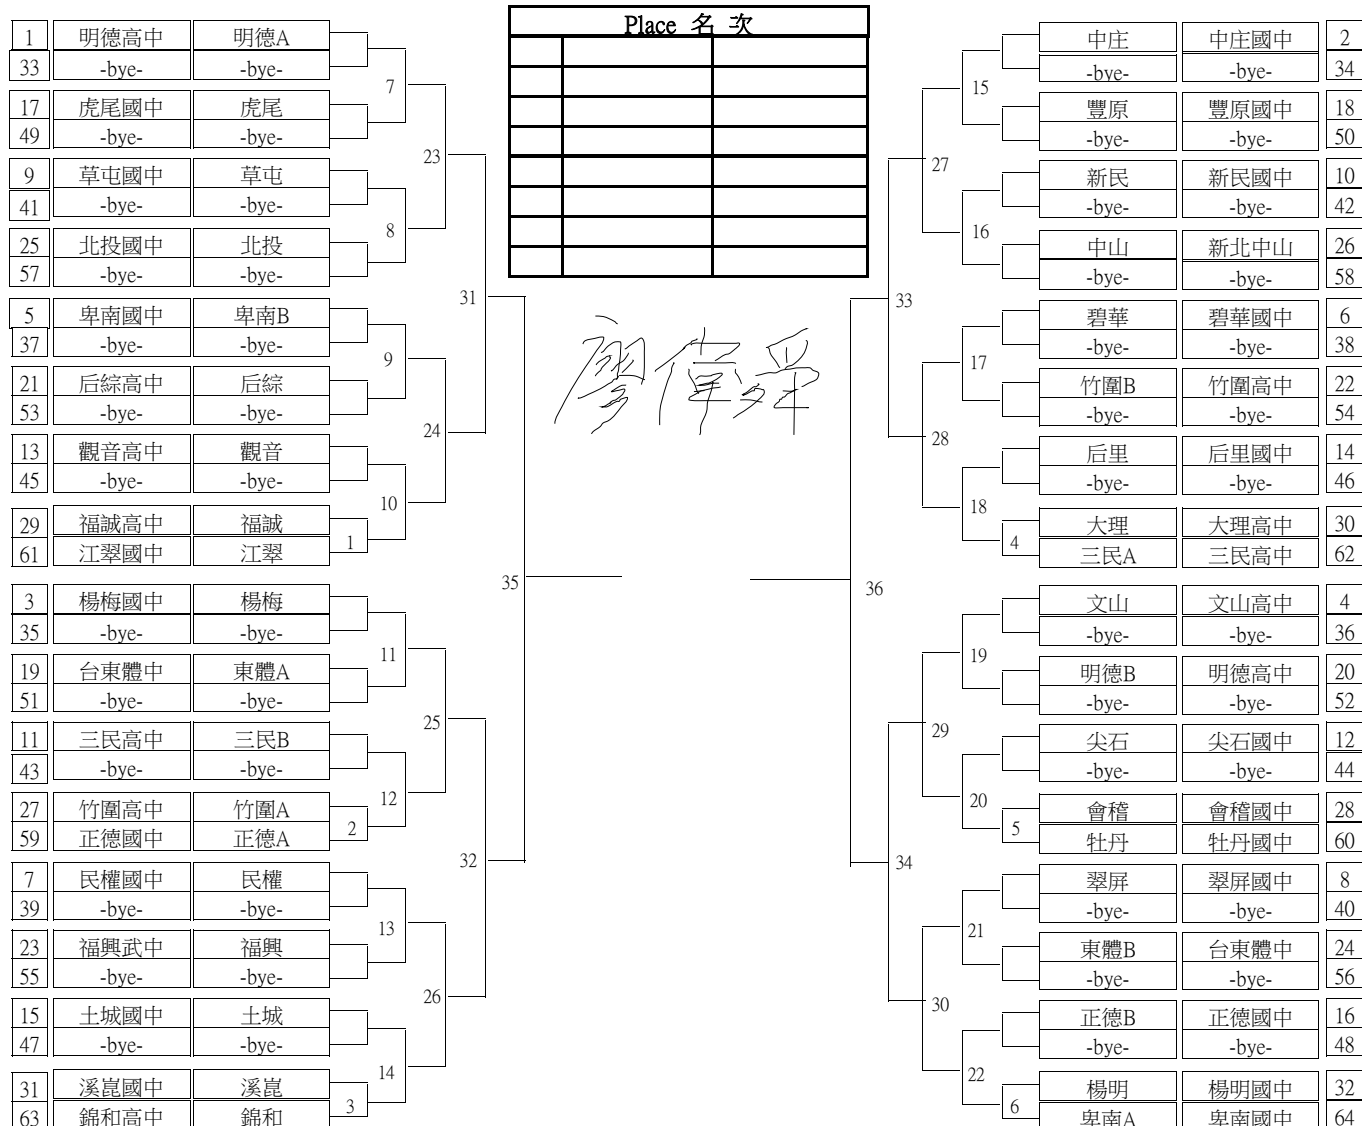 Place 名 次
1 明德高中 明德A
33 -bye- -bye-
7
17 虎尾國中 虎尾
49 -bye- -bye-
23
9 草屯國中 草屯
41 -bye- -bye-
8
25 北投國中 北投
57 -bye- -bye-
31
5 卑南國中 卑南B
37 -bye- -bye-
9
21 后綜高中 后綜
53 -bye- -bye-
24
13 觀音高中 觀音
45 -bye- -bye-
10
29 福誠高中 福誠
61 江翠國中 江翠
1
35
3 楊梅國中 楊梅
35 -bye- -bye-
11
19 台東體中 東體A
51 -bye- -bye-
25
11 三民高中 三民B
43 -bye- -bye-
12
27 竹圍高中 竹圍A
59 正德國中 正德A
2
32
7 民權國中 民權
39 -bye- -bye-
13
23 福興武中 福興
55 -bye- -bye-
26
15 土城國中 土城
47 -bye- -bye-
14
31 溪崑國中 溪崑
63 錦和高中 錦和
3
廖偉舜
中庄 中庄國中 2
-bye- -bye- 34
15
豐原 豐原國中 18
-bye- -bye- 50
27
新民 新民國中 10
-bye- -bye- 42
16
中山 新北中山 26
-bye- -bye- 58
33
碧華 碧華國中 6
-bye- -bye- 38
17
竹圍B 竹圍高中 22
-bye- -bye- 54
28
后里 后里國中 14
-bye- -bye- 46
18
大理 大理高中 30
三民A 三民高中 62
4
36
文山 文山高中 4
-bye- -bye- 36
19
明德B 明德高中 20
-bye- -bye- 52
29
尖石 尖石國中 12
-bye- -bye- 44
20
會稽 會稽國中 28
牡丹 牡丹國中 60
5
34
翠屏 翠屏國中 8
-bye- -bye- 40
21
東體B 台東體中 24
-bye- -bye- 56
30
正德B 正德國中 16
-bye- -bye- 48
22
楊明 楊明國中 32
卑南A 卑南國中 64
6